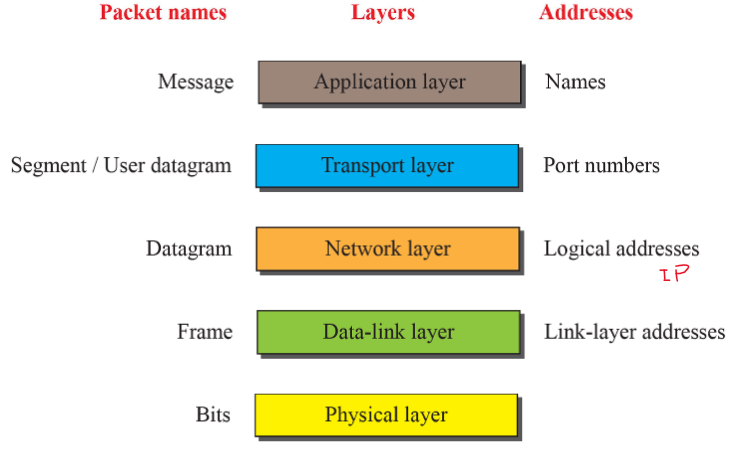 Packet names Layers Addresses
Message Application layer Names
Segment / User datagram Transport layer Port numbers
Datagram Network layer Logical addresses
IP
Frame Data-link layer Link-layer addresses
Bits Physical layer